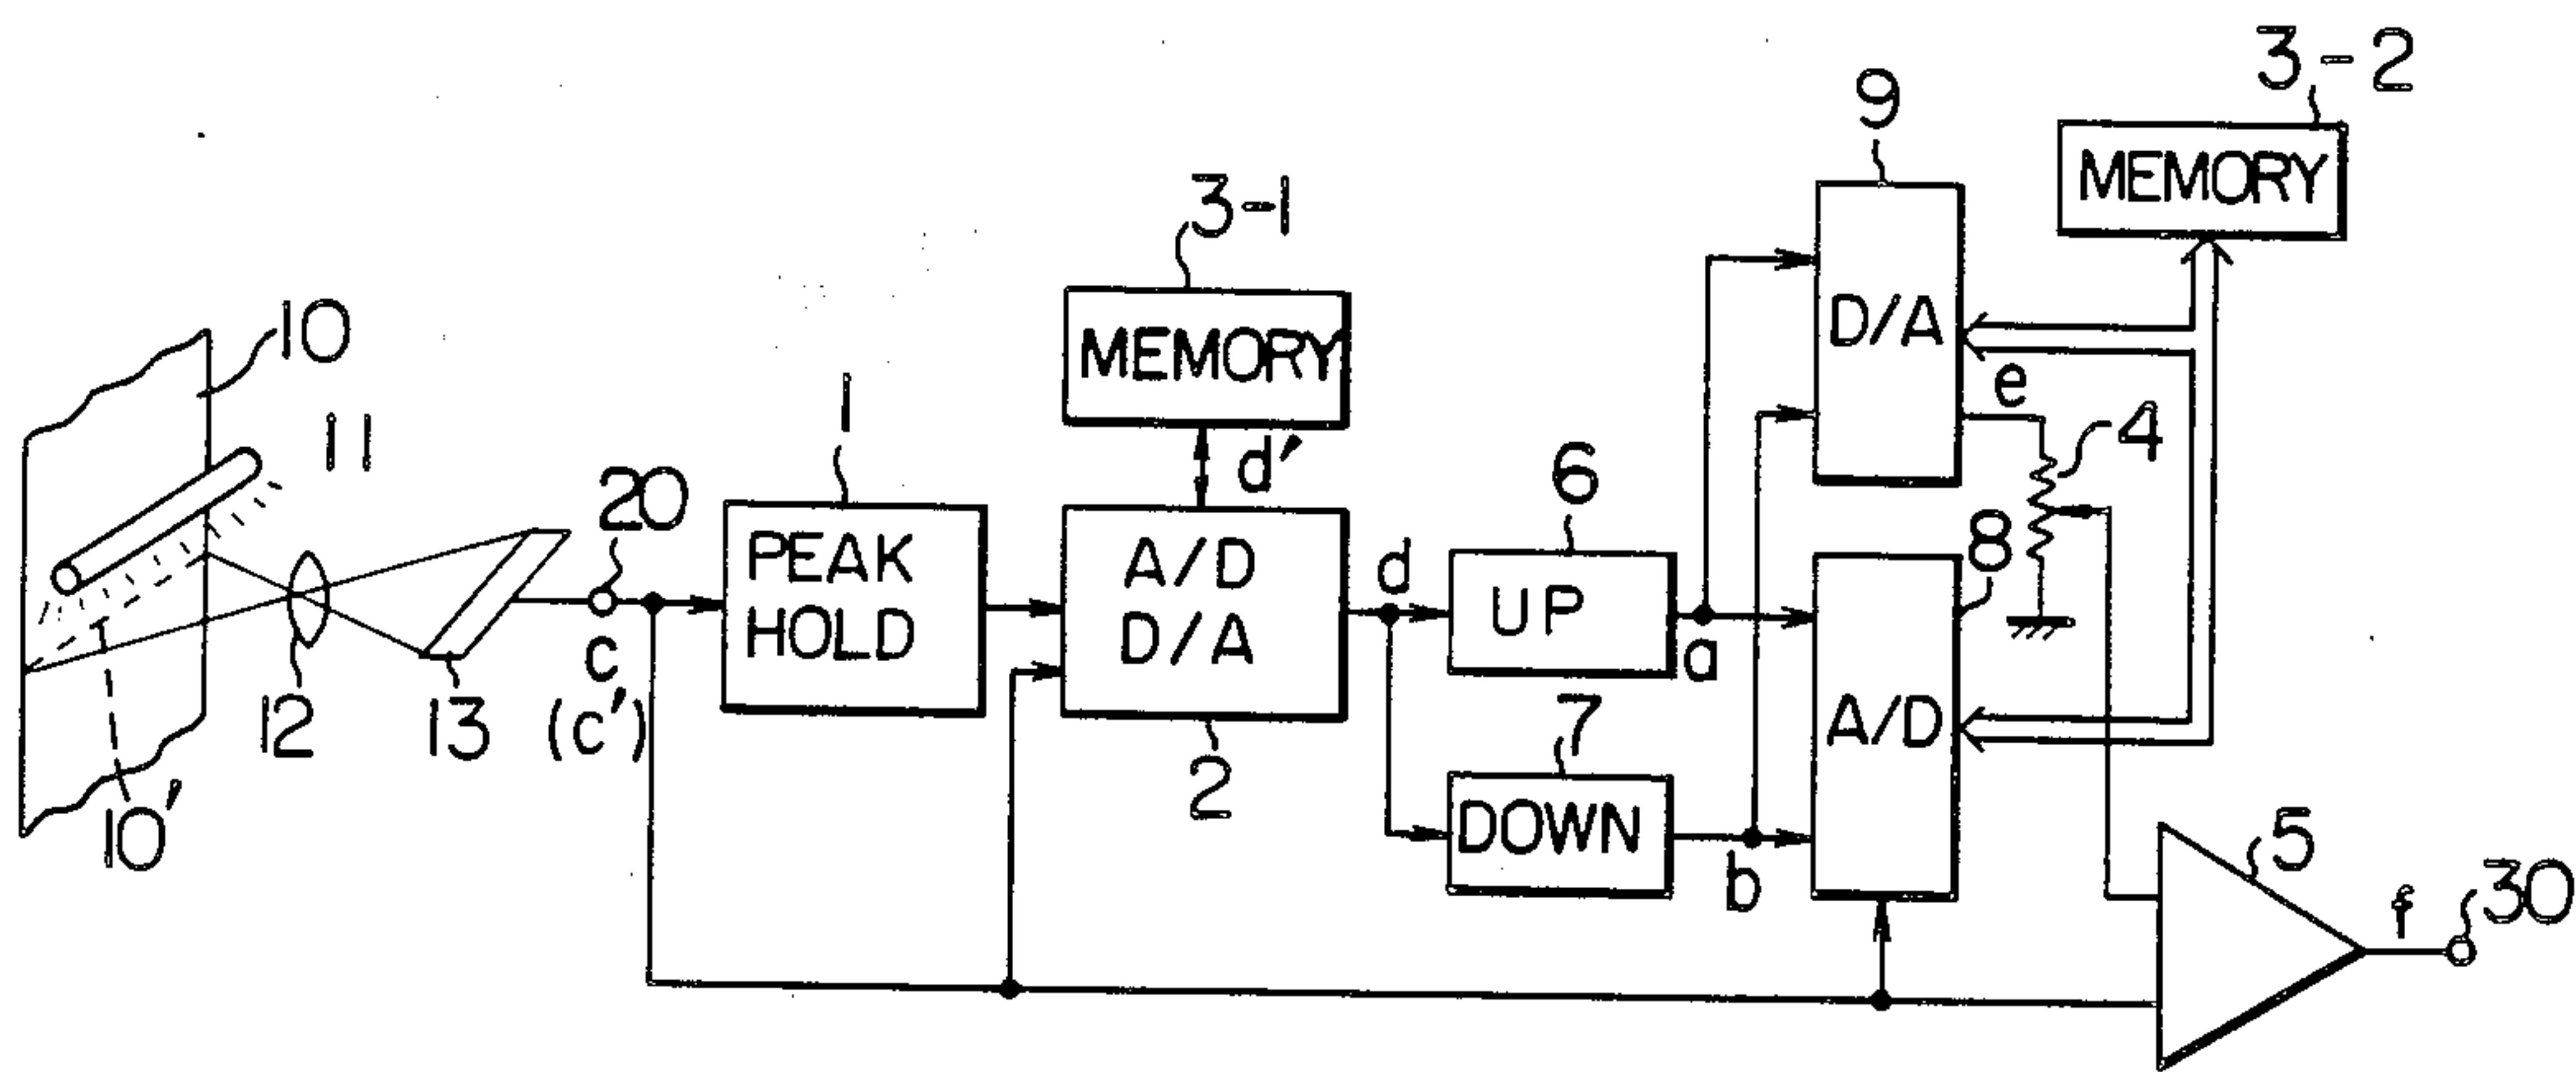 3-2
9
MEMORY
3-1
10
D/A
MEMORY
11
1
e
4
d'
6
20
8
PEAK
HOLD
A/D
D/A
d
UP
a
c
(c')
12
13
2
7
A/D
10'
DOWN
b
5
f
30